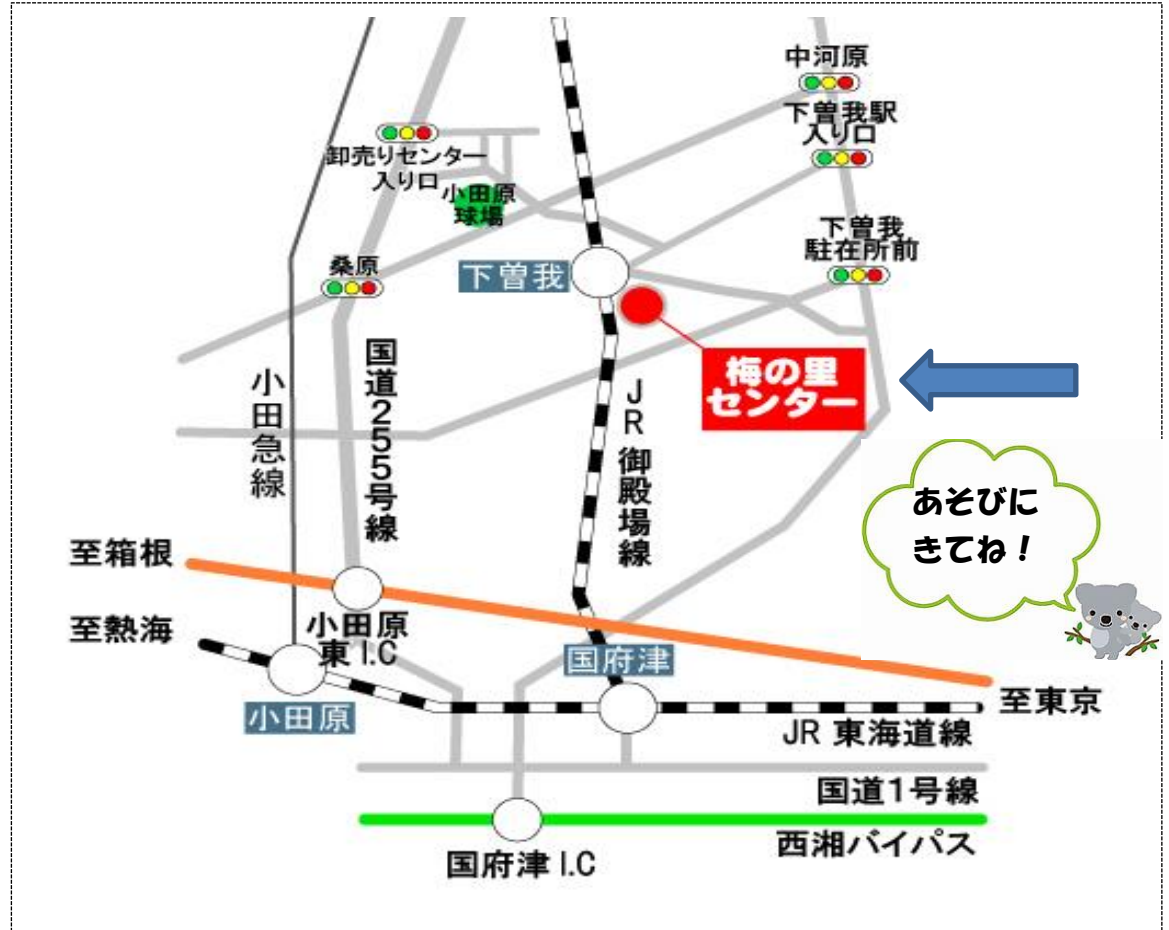 中河原
下曽我駅
入り口
卸売りセンター
入り口
小田原
球場
下曽我
駐在所前
桑原
下曽我
梅の里
センター
小田急線
国道255号線
JR御殿場線
あそびに
きてね！
至箱根
至熱海
小田原
東I.C
国府津
小田原
至東京
JR 東海道線
国道1号線
西湘バイパス
国府津I.C